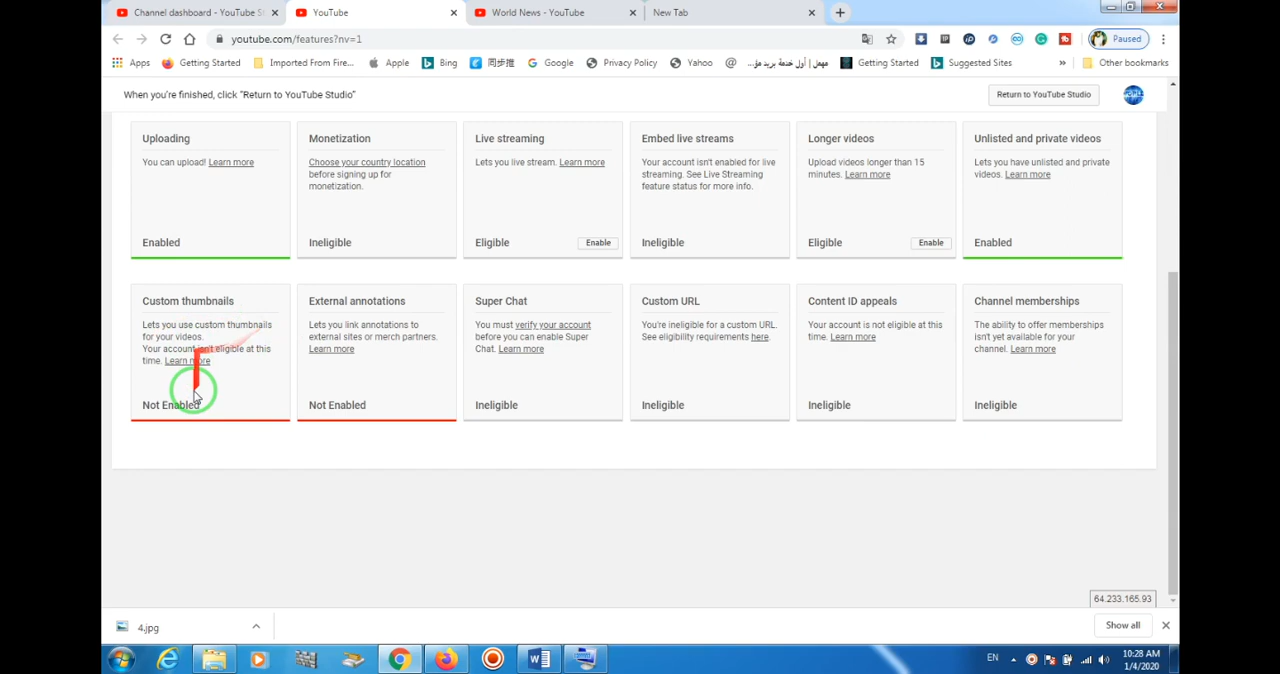 Channel dashboard - YouTube St
YouTube
World News - YouTube
New Tab
youtube.com/features?nv=1
Paused
Apps
Getting Started
Imported From Fire...
Apple
Bing
同步推
Google
Privacy Policy
Yahoo
Getting Started
Suggested Sites
»
Other bookmarks
When you're finished, click "Return to YouTube Studio"
Return to YouTube Studio
Uploading
You can upload! Learn more
Enabled
Monetization
Choose your country location
before signing up for
monetization.
Ineligible
Live streaming
Lets you live stream. Learn more
Eligible
Enable
Embed live streams
Your account isn't enabled for live
streaming. See Live Streaming
feature status for more info.
Ineligible
Longer videos
Upload videos longer than 15
minutes. Learn more
Eligible
Enable
Unlisted and private videos
Lets you have unlisted and private
videos. Learn more
Enabled
Custom thumbnails
Lets you use custom thumbnails
for your videos.
Your account isn't eligible at this
time. Learn more
Not Enabled
External annotations
Lets you link annotations to
external sites or merch partners.
Learn more
Not Enabled
Super Chat
You must verify your account
before you can enable Super
Chat. Learn more
Ineligible
Custom URL
You're ineligible for a custom URL.
See eligibility requirements here.
Ineligible
Content ID appeals
Your account is not eligible at this
time. Learn more
Ineligible
Channel memberships
The ability to offer memberships
isn't yet available for your
channel. Learn more
Ineligible
64.233.165.93
4.jpg
Show all
EN
10:28 AM
1/4/2020